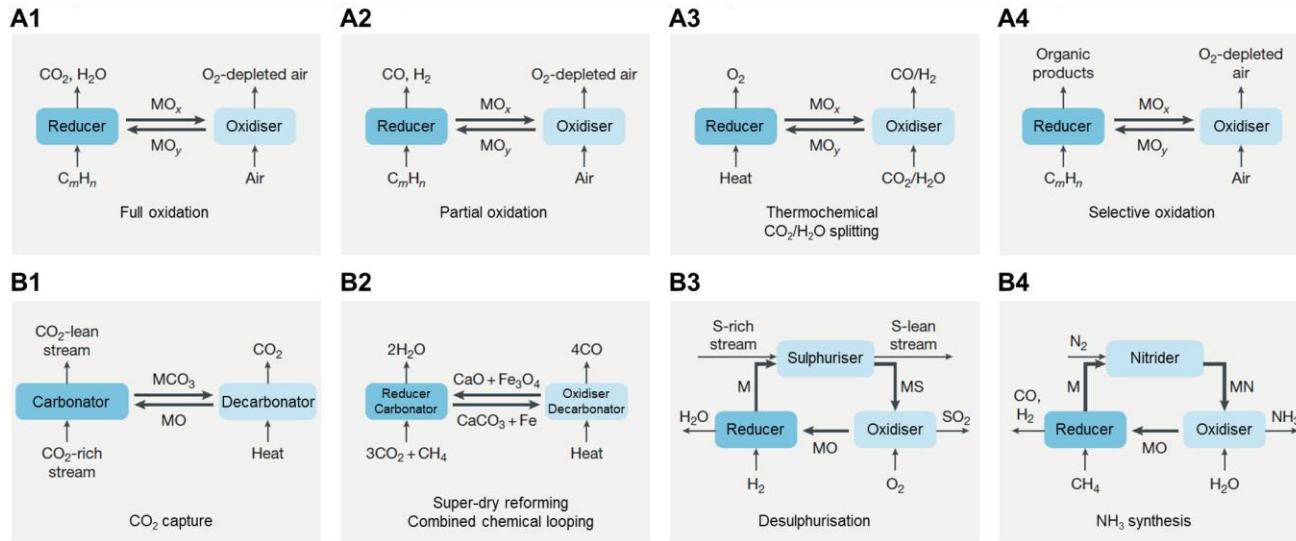 A1
CO₂, H₂O
O₂-depleted air
MOₓ
Reducer
Oxidiser
MOᵧ
CₘHₙ
Air
Full oxidation
A2
CO, H₂
O₂-depleted air
MOₓ
Reducer
Oxidiser
MOᵧ
CₘHₙ
Air
Partial oxidation
A3
O₂
CO/H₂
MOₓ
Reducer
Oxidiser
MOᵧ
Heat
CO₂/H₂O
Thermochemical
CO₂/H₂O splitting
A4
Organic
products
O₂-depleted
air
MOₓ
Reducer
Oxidiser
MOᵧ
CₘHₙ
Air
Selective oxidation
B1
CO₂-lean
stream
CO₂
MCO₃
Carbonator
Decarbonator
MO
CO₂-rich
stream
Heat
CO₂ capture
B2
2H₂O
4CO
CaO + Fe₃O₄
Reducer
Carbonator
Oxidiser
Decarbonator
CaCO₃ + Fe
3CO₂ + CH₄
Heat
Super-dry reforming
Combined chemical looping
B3
S-rich
stream
Sulphuriser
S-lean
stream
M
MS
H₂O
SO₂
Reducer
Oxidiser
MO
H₂
O₂
Desulphurisation
B4
N₂
Nitrider
M
MN
CO,
H₂
NH₃
Reducer
Oxidiser
MO
CH₄
H₂O
NH₃ synthesis